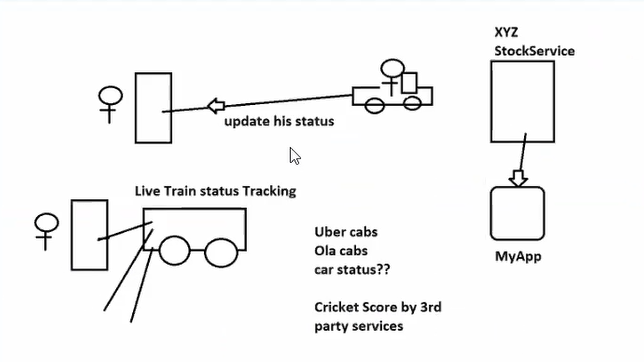 XYZ
StockService
update his status
Live Train status Tracking
Uber cabs
Ola cabs
car status??
MyApp
Cricket Score by 3rd
party services